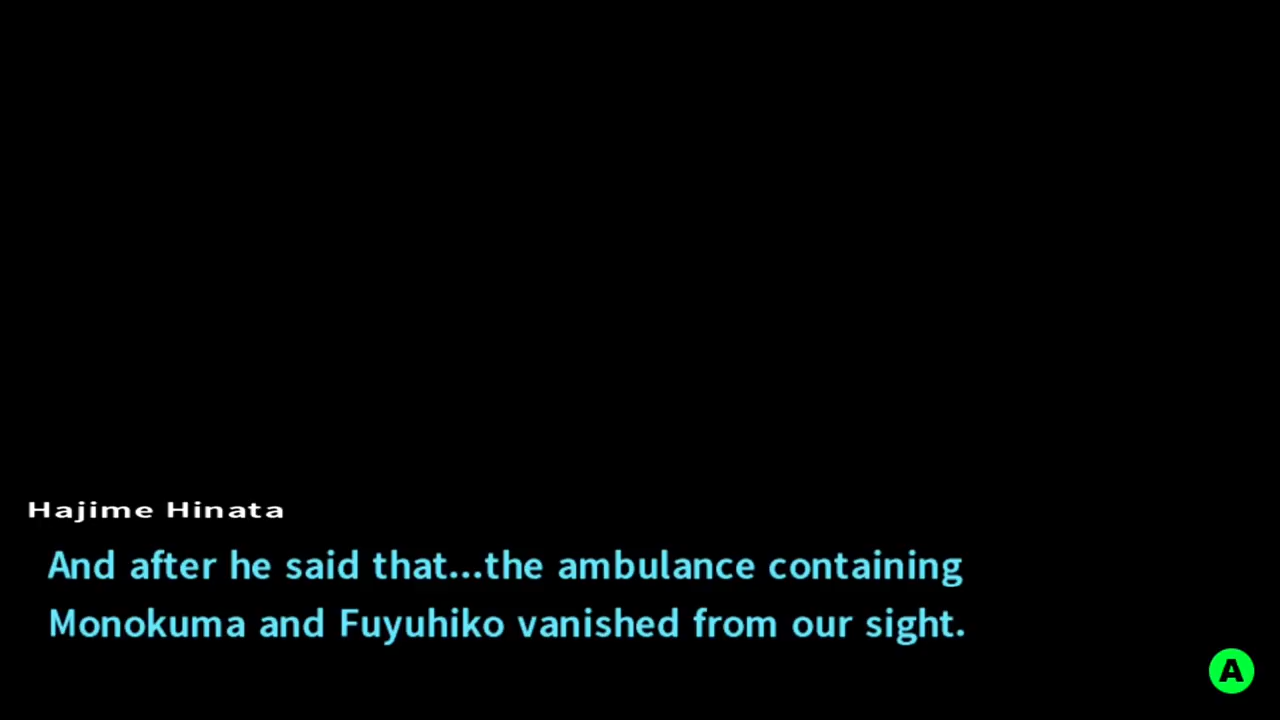 Hajime Hinata
And after he said that...the ambulance containing
Monokuma and Fuyuhiko vanished from our sight.
A